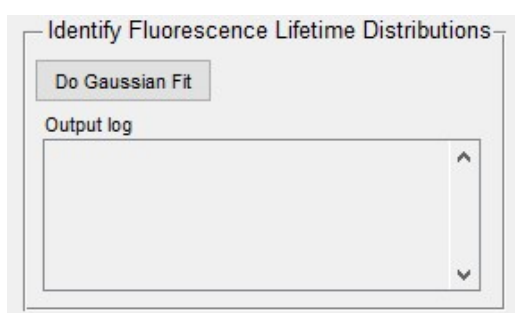 Identify Fluorescence Lifetime Distributions
Do Gaussian Fit
Output log